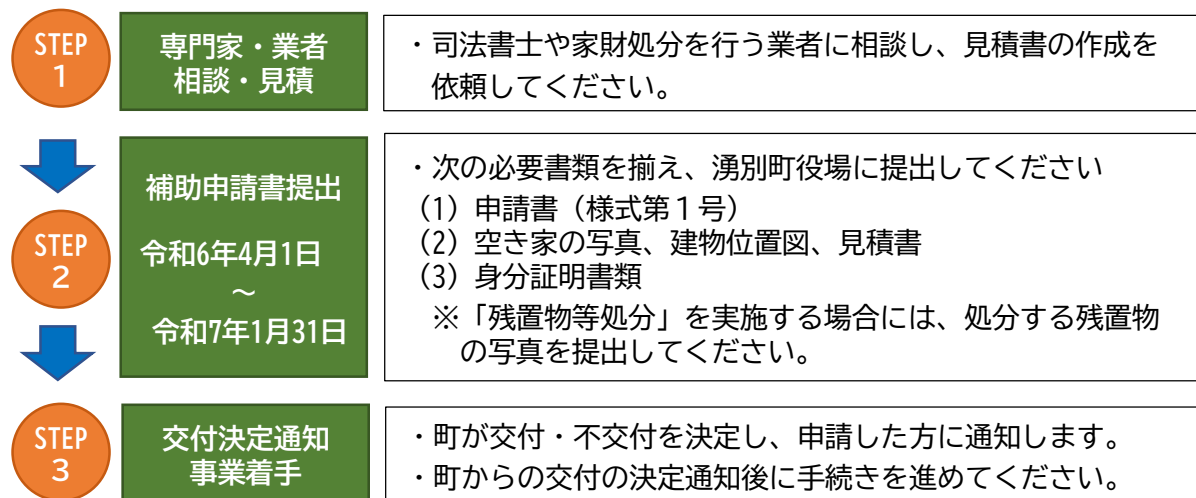 STEP
1
専門家・業者
相談・見積
・司法書士や家財処分を行う業者に相談し、見積書の作成を
依頼してください。
STEP
2
補助申請書提出
令和6年4月1日
～
令和7年1月31日
・次の必要書類を揃え、湧別町役場に提出してください
(1) 申請書（様式第１号）
(2) 空き家の写真、建物位置図、見積書
(3) 身分証明書類
※「残置物等処分」を実施する場合には、処分する残置物
の写真を提出してください。
STEP
3
交付決定通知
事業着手
・町が交付・不交付を決定し、申請した方に通知します。
・町からの交付の決定通知後に手続きを進めてください。